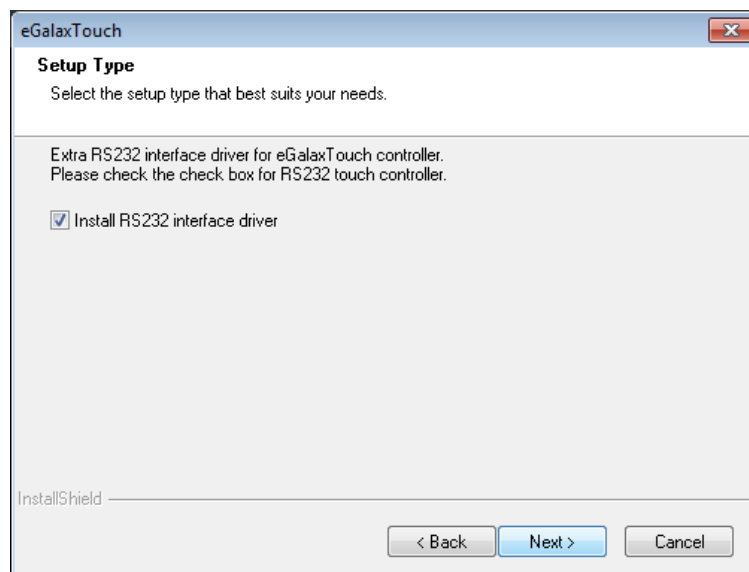 eGalaxTouch
Setup Type
Select the setup type that best suits your needs.
Extra RS232 interface driver for eGalaxTouch controller.
Please check the check box for RS232 touch controller.
Install RS232 interface driver
InstallShield
< Back
Next >
Cancel